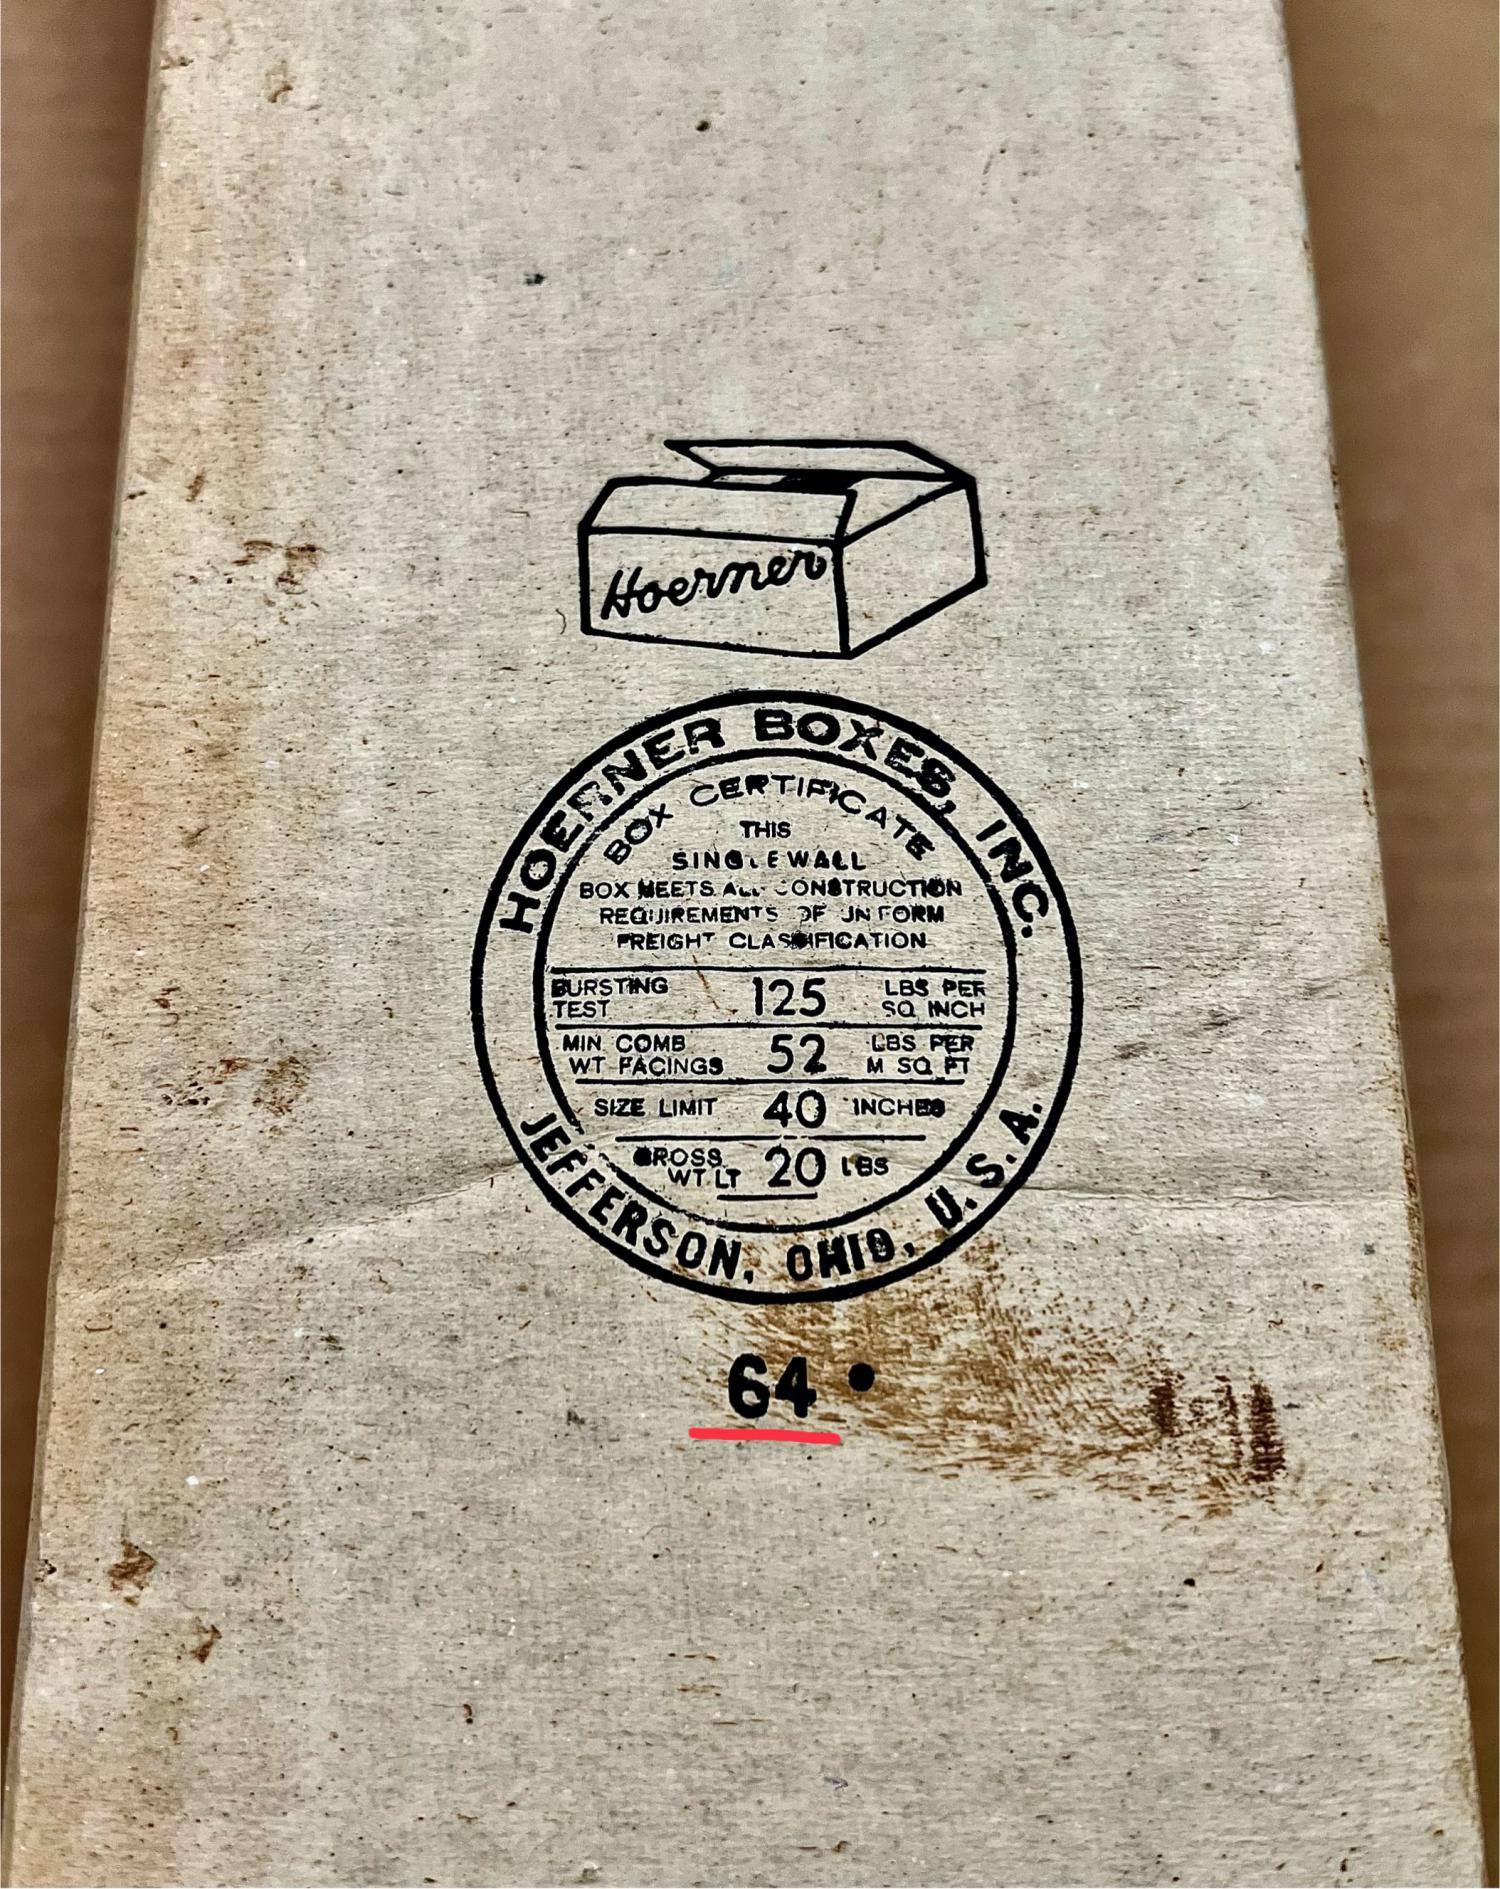 Hoerner
HOERNER BOXES, INC.
BOX CERTIFICATE
THIS
SINGLEWALL
BOX MEETS ALL CONSTRUCTION
REQUIREMENTS OF UNIFORM
FREIGHT CLASSIFICATION
BURSTING TEST 125 LBS PER SQ INCH
MIN COMB WT FACINGS 52 LBS PER M SQ FT
SIZE LIMIT 40 INCHES
GROSS WT LT 20 LBS
JEFFERSON, OHIO, U.S.A.
64 •